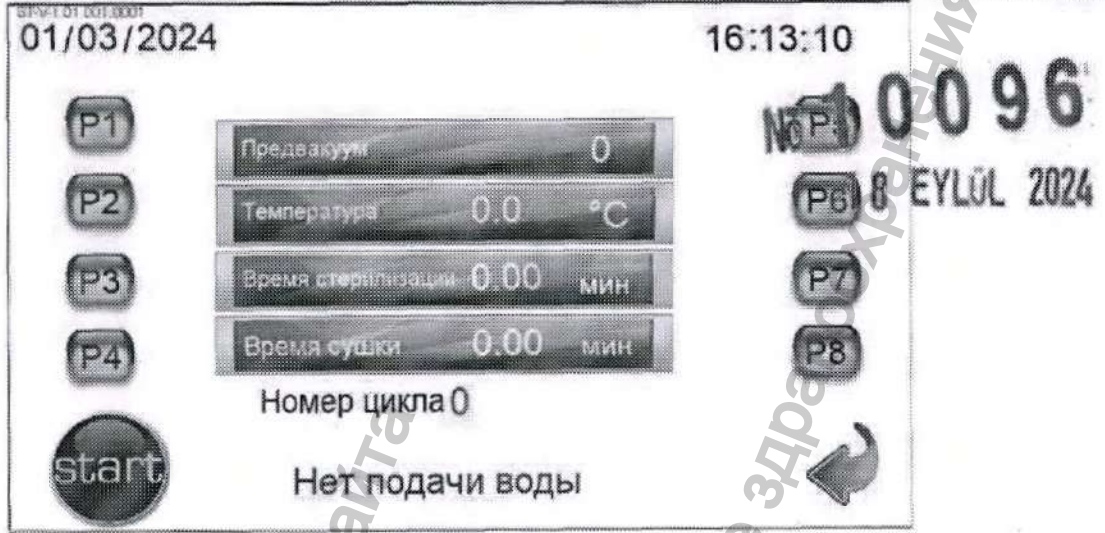 01/03/2024
16:13:10
P1
P2
P3
P4
Предвакуум 0
Температура 0.0 °C
Время стерилизации 0.00 мин
Время сушки 0.00 мин
Номер цикла 0
start
Нет подачи воды
P6
P7
P8
№
0096
8 EYLÜL 2024